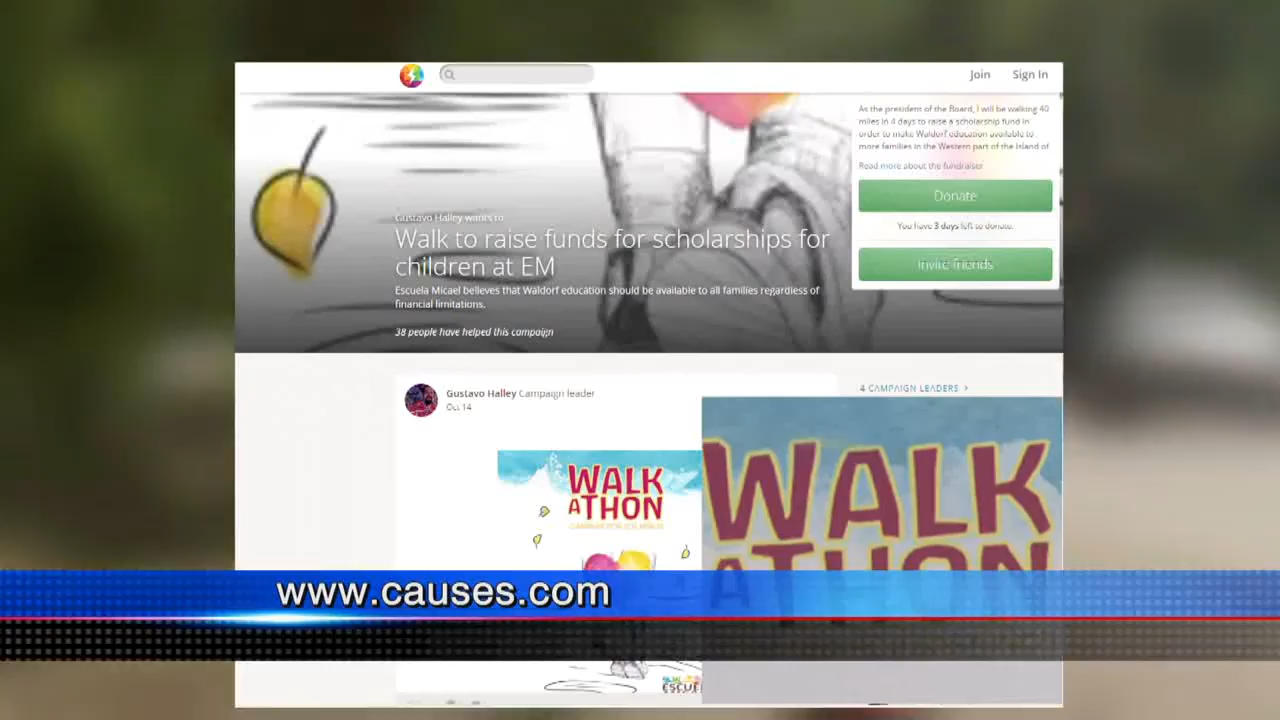 Join Sign In
As the president of the Board, I will be walking 40
miles in 4 days to raise a scholarship fund in
order to make Waldorf education available to
more families in the Western part of the Island of
Read more about the fundraiser
Donate
You have 3 days left to donate.
Invite friends
Gustavo Halley wants to
Walk to raise funds for scholarships for
children at EM
Escuela Micael believes that Waldorf education should be available to all families regardless of
financial limitations.
38 people have helped this campaign
4 CAMPAIGN LEADERS >
Gustavo Halley Campaign leader
Oct 14
WALK
A THON
WALK
A THON
www.causes.com